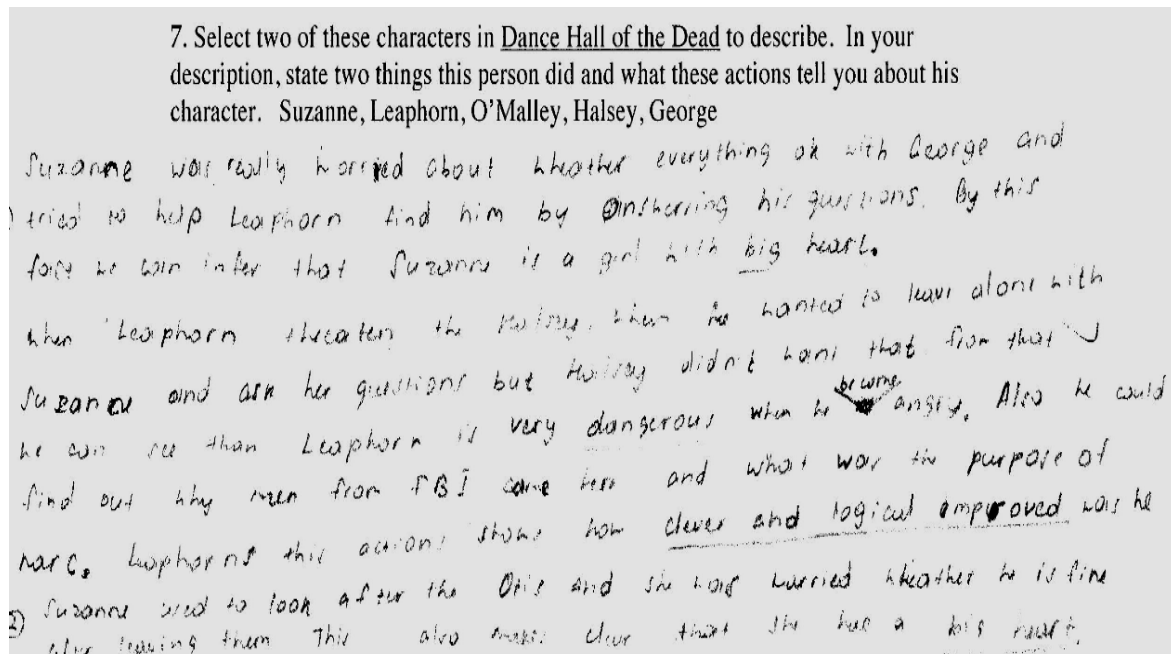 7. Select two of these characters in Dance Hall of the Dead to describe. In your
description, state two things this person did and what these actions tell you about his
character. Suzanne, Leaphorn, O'Malley, Halsey, George
Suzanne was really worried about wheather everything ok with George and
1) tried to help Leaphorn find him by answerring his questions. By this
fact we can infer that Suzanne is a girl with big heart.
when Leaphorn threaten the Halsey, when he wanted to leave alone with
Suzanne and ask her questions but Halsey didn't want that from that
we can see than Leaphorn is very dangerous when he become angry. Also he could
find out why men from FBI came here and what was the purpose of
narc. Leaphorns this actions shows how clever and logical improved was he
2) Suzanne used to look after the Otis and she was worried wheather he is fine
after leaving them This also makes clear that she has a big heart.